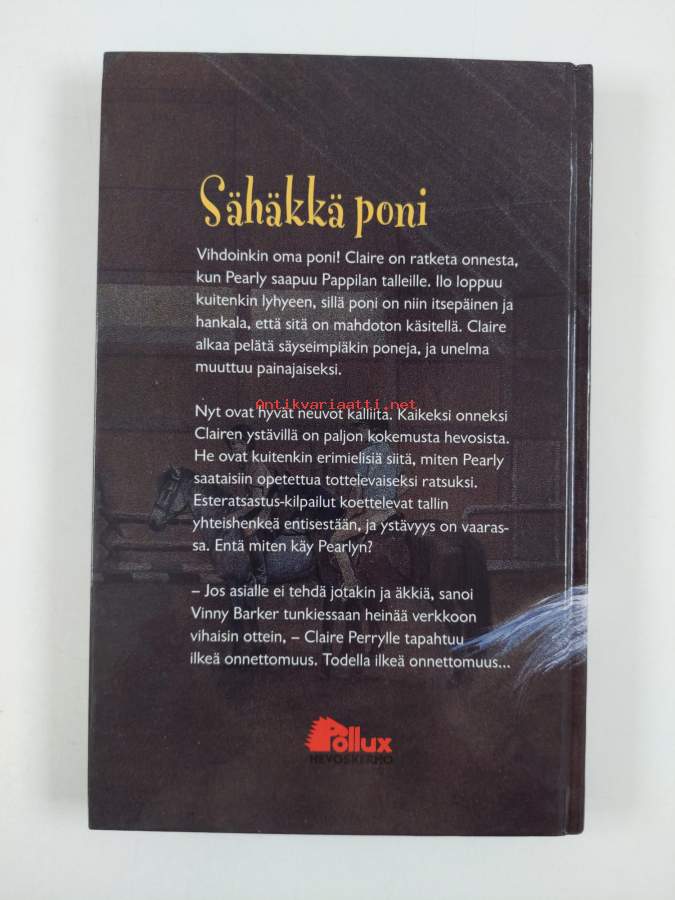 Sähäkkä poni
Vihdoinkin oma poni! Claire on ratketa onnesta,
kun Pearly saapuu Pappilan talleille. Ilo loppuu
kuitenkin lyhyeen, sillä poni on niin itsepäinen ja
hankala, että sitä on mahdoton käsitellä. Claire
alkaa pelätä säyseimpiäkin poneja, ja unelma
muuttuu painajaiseksi.
Antikvariaatti.net
Nyt ovat hyvät neuvot kalliita. Kaikeksi onneksi
Clairen ystävillä on paljon kokemusta hevosista.
He ovat kuitenkin erimielisiä siitä, miten Pearly
saataisiin opetettua tottelevaiseksi ratsuksi.
Esteratsastus-kilpailut koettelevat tallin
yhteishenkeä entisestään, ja ystävyys on vaaras-
sa. Entä miten käy Pearlyn?
– Jos asialle ei tehdä jotakin ja äkkiä, sanoi
Vinny Barker tunkiessaan heinää verkkoon
vihaisin ottein, – Claire Perrylle tapahtuu
ilkeä onnettomuus. Todella ilkeä onnettomuus...
Pollux
HEVOSKERHO